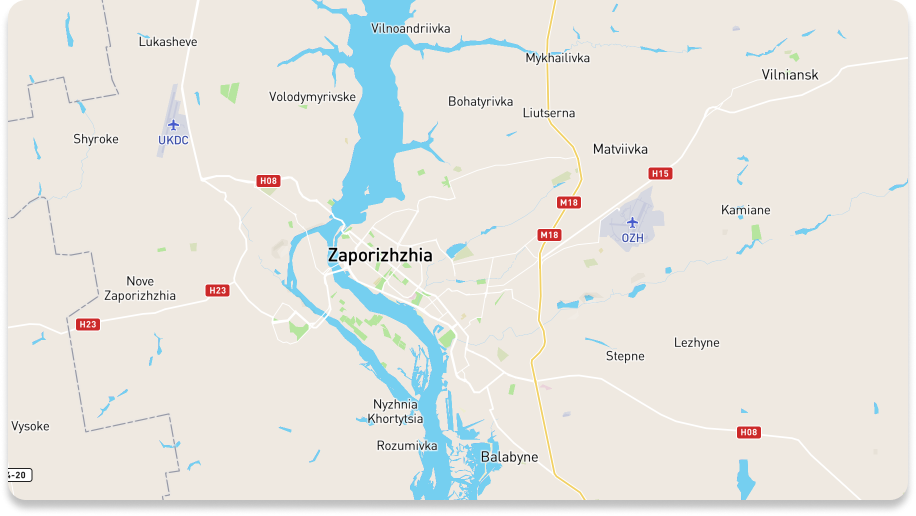 Vilnoandriivka
Lukasheve
Mykhailivka
Vilniansk
Volodymyrivske
Bohatyrivka
Liutserna
UKDC
Shyroke
Matviivka
H15
H08
M18
Kamiane
M18
OZH
Zaporizhzhia
Nove
Zaporizhzhia
H23
H23
Lezhyne
Stepne
Nyzhnia
Khortytsia
Vysoke
H08
Rozumivka
Balabyne
4-20